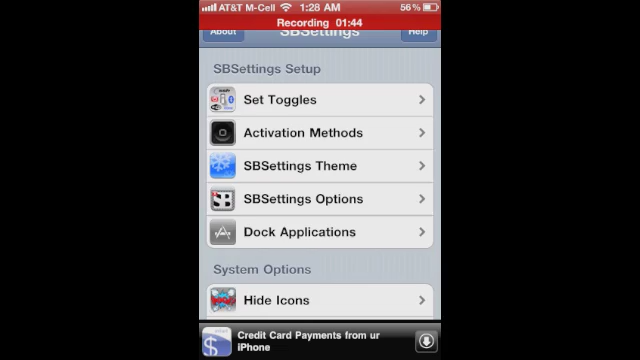 AT&T M-Cell 1:28 AM 56 %
Recording 01:44
About SBSettings Help
SBSettings Setup
Set Toggles
Activation Methods
SBSettings Theme
SBSettings Options
Dock Applications
System Options
Hide Icons
Credit Card Payments from ur
iPhone